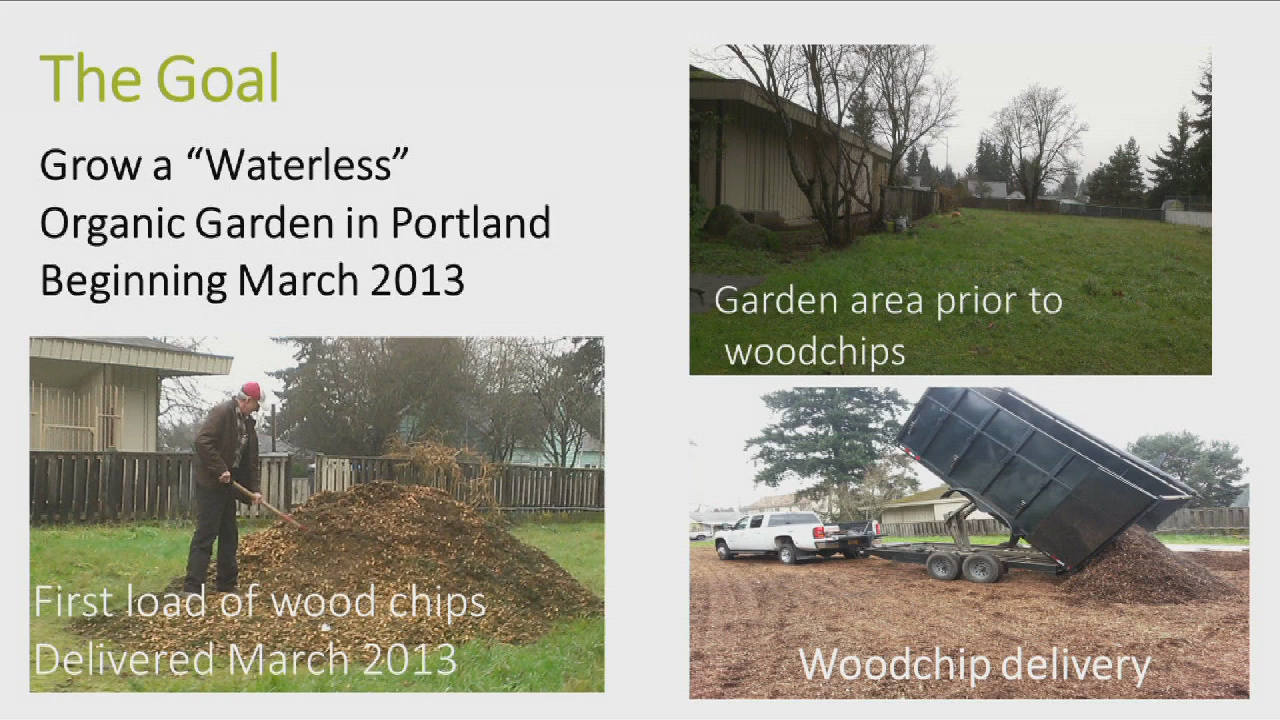 The Goal
Grow a “Waterless”
Organic Garden in Portland
Beginning March 2013
Garden area prior to
woodchips
First load of wood chips
Delivered March 2013
Woodchip delivery